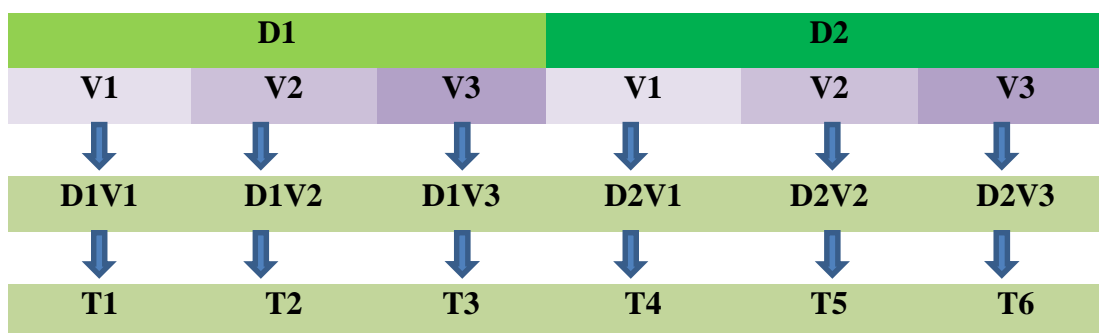 D1 D2
V1 V2 V3 V1 V2 V3
D1V1 D1V2 D1V3 D2V1 D2V2 D2V3
T1 T2 T3 T4 T5 T6